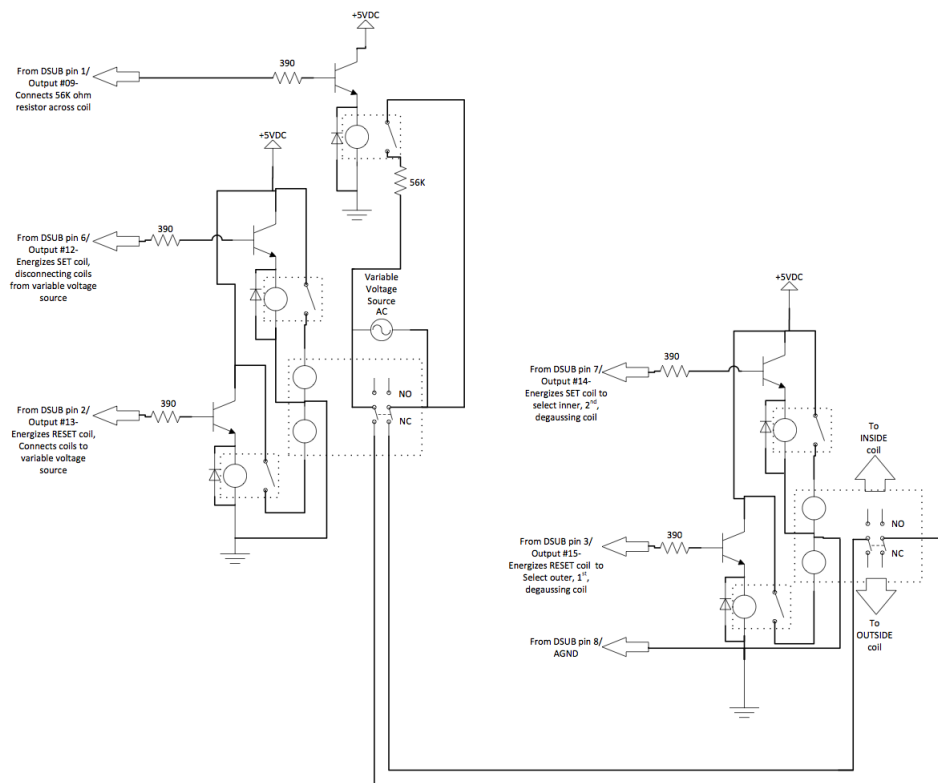 +5VDC
From DSUB pin 1/
Output #09-
Connects 56K ohm
resistor across coil
390
56K
+5VDC
From DSUB pin 6/
Output #12-
Energizes SET coil,
disconnecting coils
from variable voltage
source
390
Variable
Voltage
Source
AC
NO
NC
From DSUB pin 2/
Output #13-
Energizes RESET coil,
Connects coils to
variable voltage
source
390
+5VDC
From DSUB pin 7/
Output #14-
Energizes SET coil to
select inner, 2nd,
degaussing coil
390
To
INSIDE
coil
NO
NC
From DSUB pin 3/
Output #15-
Energizes RESET coil to
Select outer, 1st,
degaussing coil
390
To
OUTSIDE
coil
From DSUB pin 8/
AGND